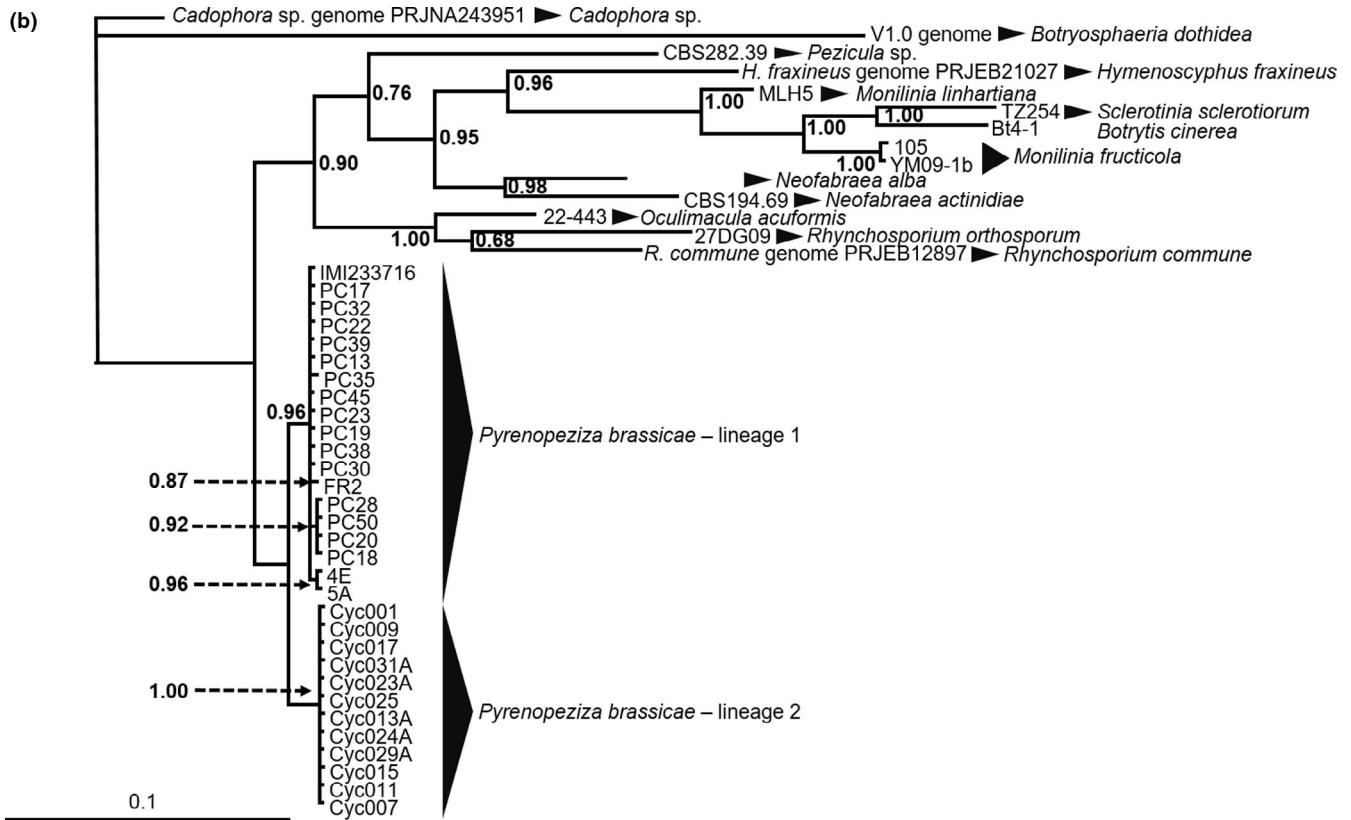 (b)
Cadophora sp. genome PRJNA243951 Cadophora sp.
V1.0 genome Botryosphaeria dothidea
CBS282.39 Pezicula sp.
0.76
0.96
H. fraxineus genome PRJEB21027 Hymenoscyphus fraxineus
1.00
MLH5 Monilinia linhartiana
1.00
TZ254 Sclerotinia sclerotiorum
0.95
1.00
Bt4-1 Botrytis cinerea
0.90
105
1.00
YM09-1b
Monilinia fructicola
0.98
Neofabraea alba
CBS194.69 Neofabraea actinidiae
22-443 Oculimacula acuformis
1.00
0.68
27DG09 Rhynchosporium orthosporum
R. commune genome PRJEB12897 Rhynchosporium commune
IMI233716
PC17
PC32
PC22
PC39
PC13
PC35
PC45
0.96
PC23
PC19
Pyrenopeziza brassicae – lineage 1
PC38
PC30
0.87
FR2
PC28
0.92
PC50
PC20
PC18
4E
0.96
5A
Cyc001
Cyc009
Cyc017
Cyc031A
1.00
Cyc023A
Cyc025
Pyrenopeziza brassicae – lineage 2
Cyc013A
Cyc024A
Cyc029A
Cyc015
Cyc011
Cyc007
0.1